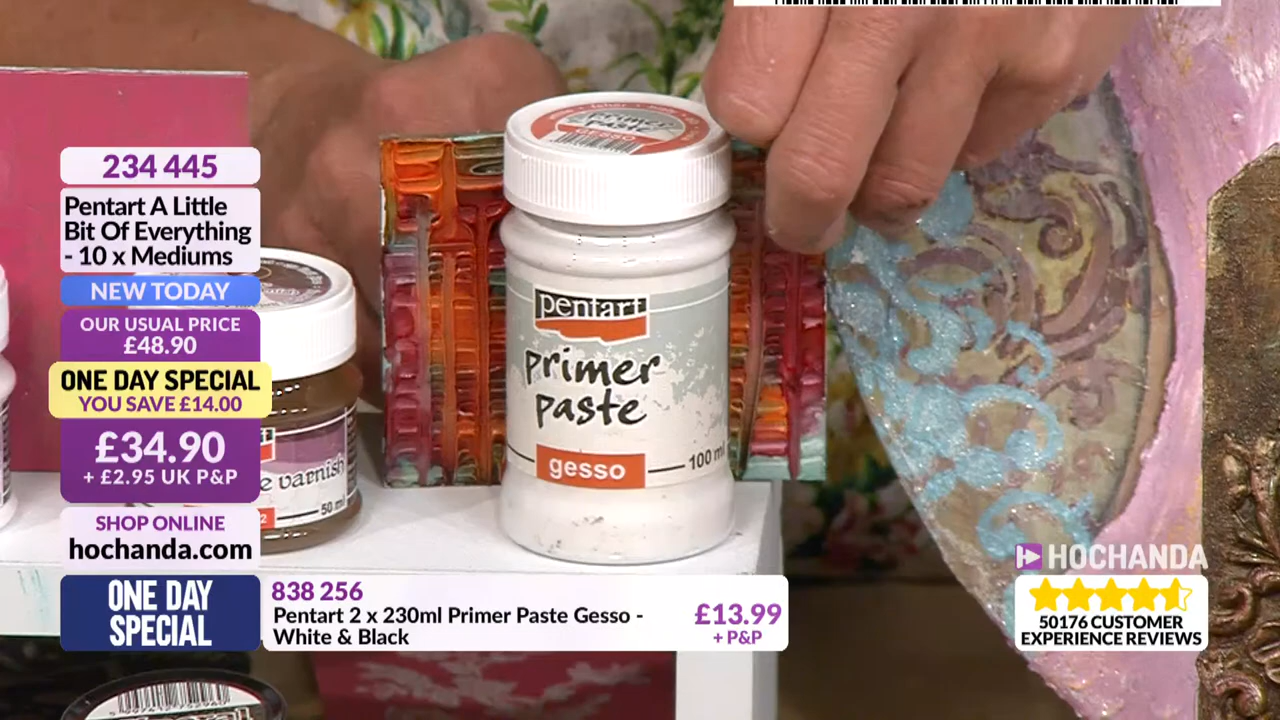 234 445
Pentart A Little
Bit Of Everything
- 10 x Mediums
NEW TODAY
OUR USUAL PRICE
£48.90
ONE DAY SPECIAL
YOU SAVE £14.00
£34.90
+ £2.95 UK P&P
SHOP ONLINE
hochanda.com
ONE DAY
SPECIAL
838 256
Pentart 2 x 230ml Primer Paste Gesso -
White & Black
£13.99
+ P&P
Primer
Paste
GESSO
pentart
primer
paste
gesso
100 ml
varnish
50 ml
HOCHANDA
50176 CUSTOMER
EXPERIENCE REVIEWS